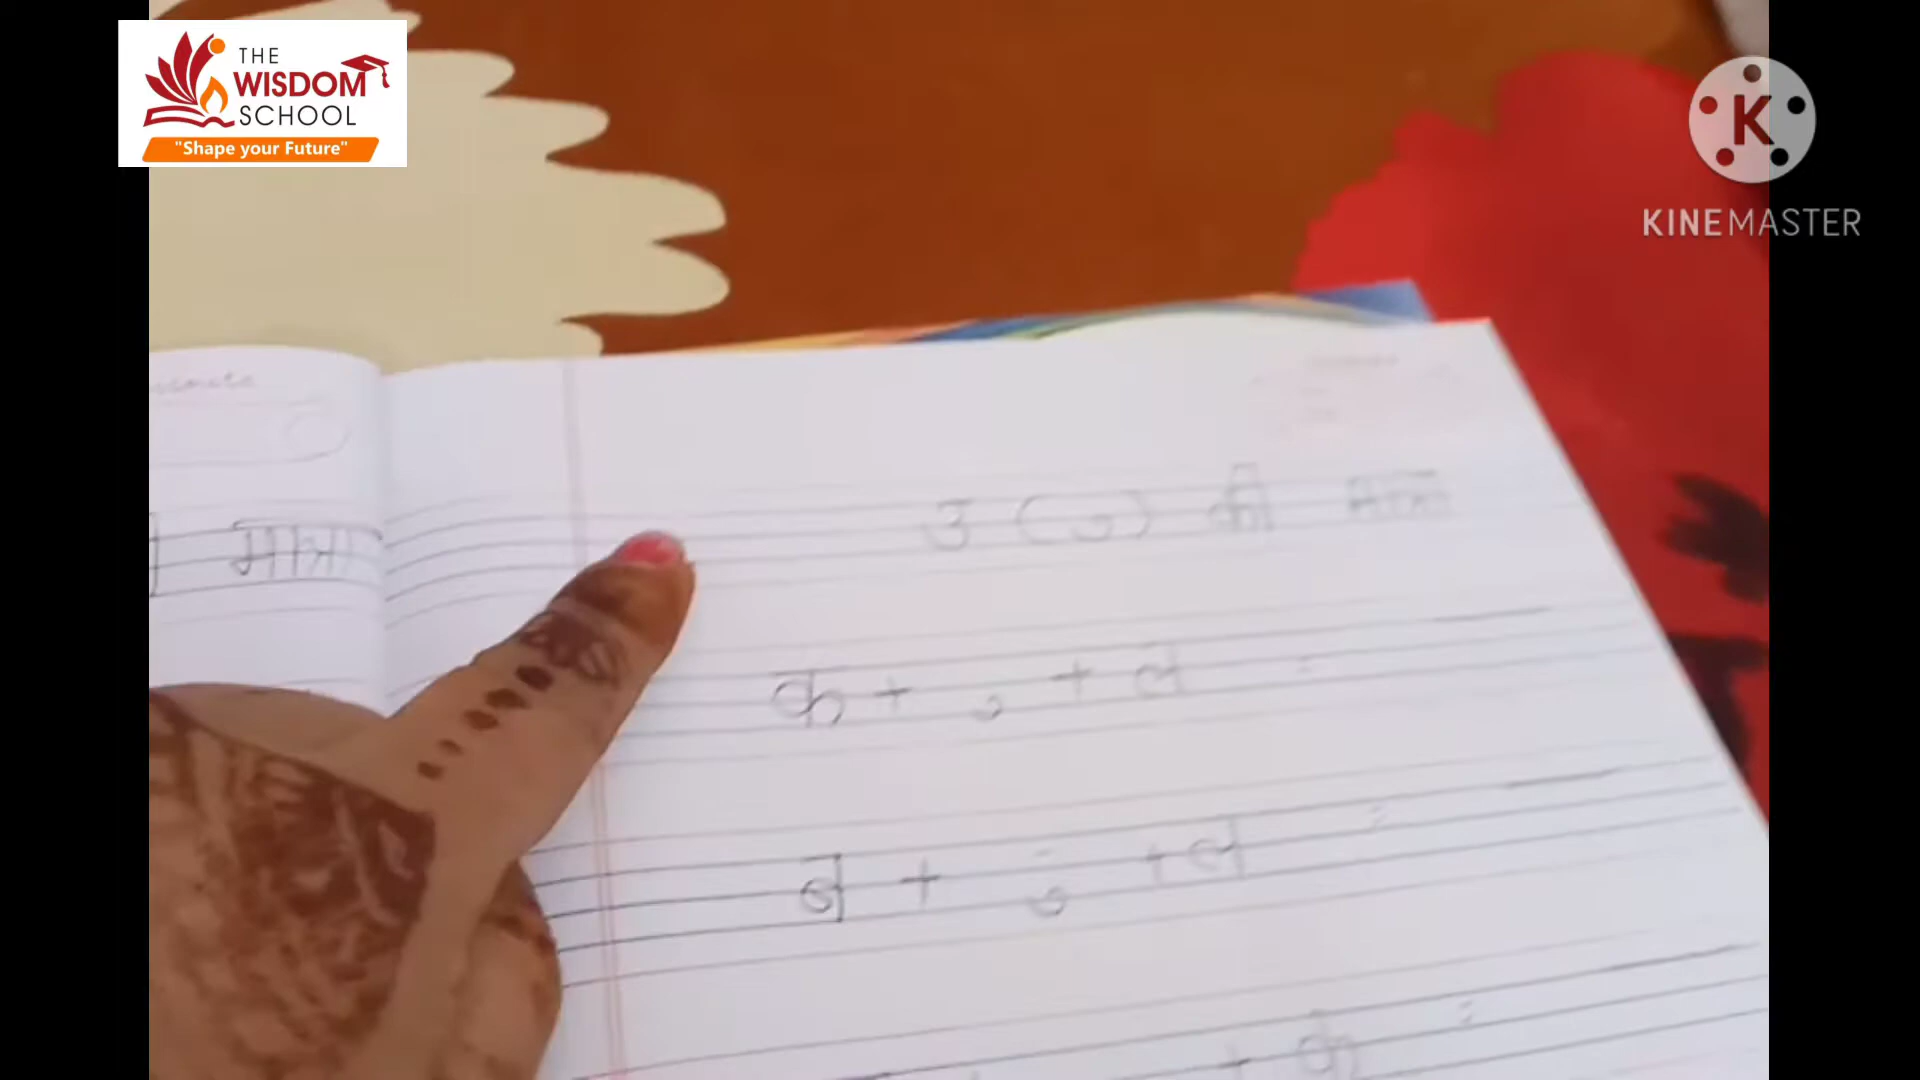 THE
WISDOM
SCHOOL
"Shape your Future"
K
KINEMASTER
मात्रा
उ ( ु ) की मात्रा
क + ु + ल =
ब + ु + ल =
+ क =